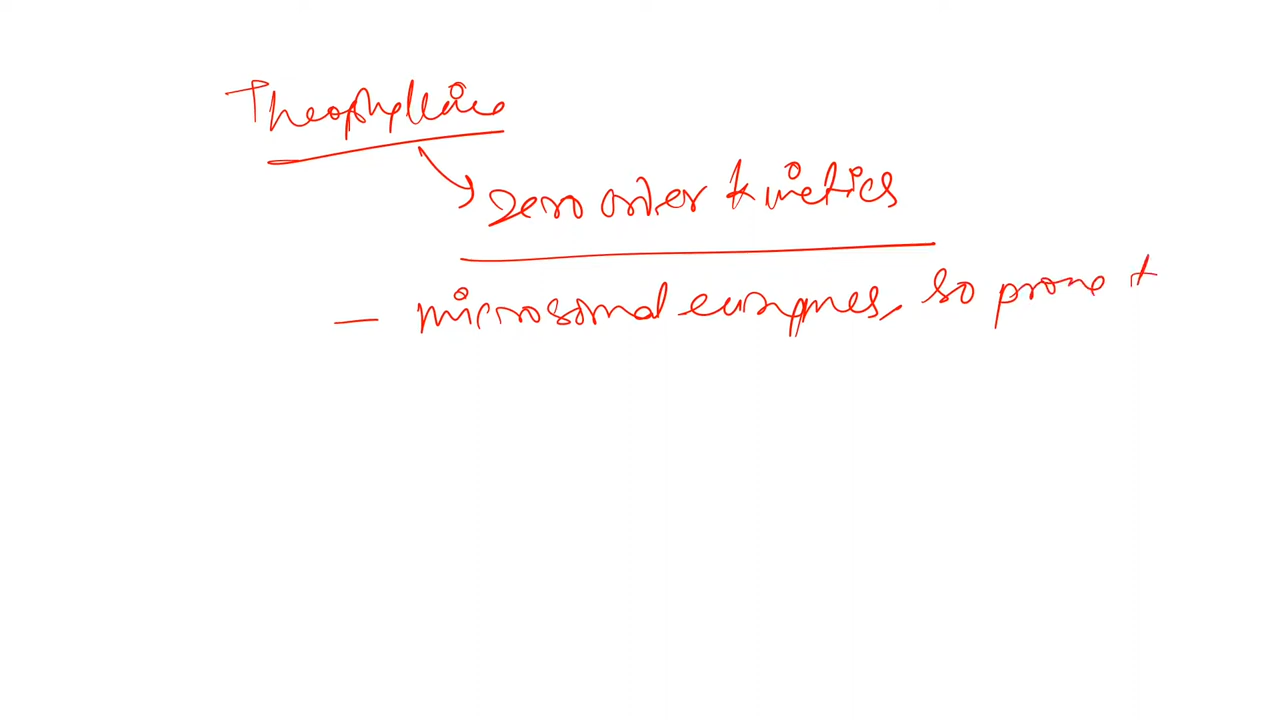 Theophylline
zero order kinetics
— microsomal enzymes, so prone t